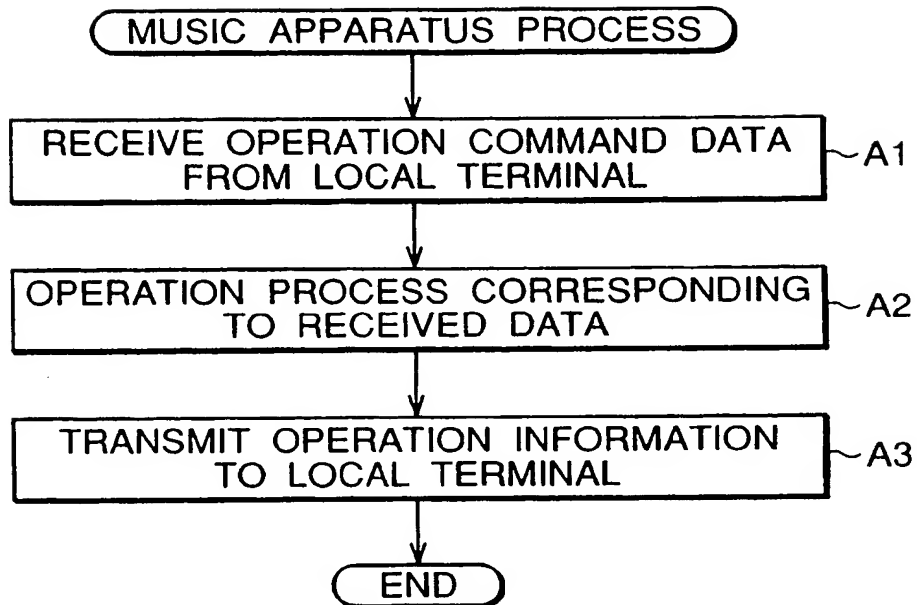 MUSIC APPARATUS PROCESS
RECEIVE OPERATION COMMAND DATA
FROM LOCAL TERMINAL
A1
OPERATION PROCESS CORRESPONDING
TO RECEIVED DATA
A2
TRANSMIT OPERATION INFORMATION
TO LOCAL TERMINAL
A3
END